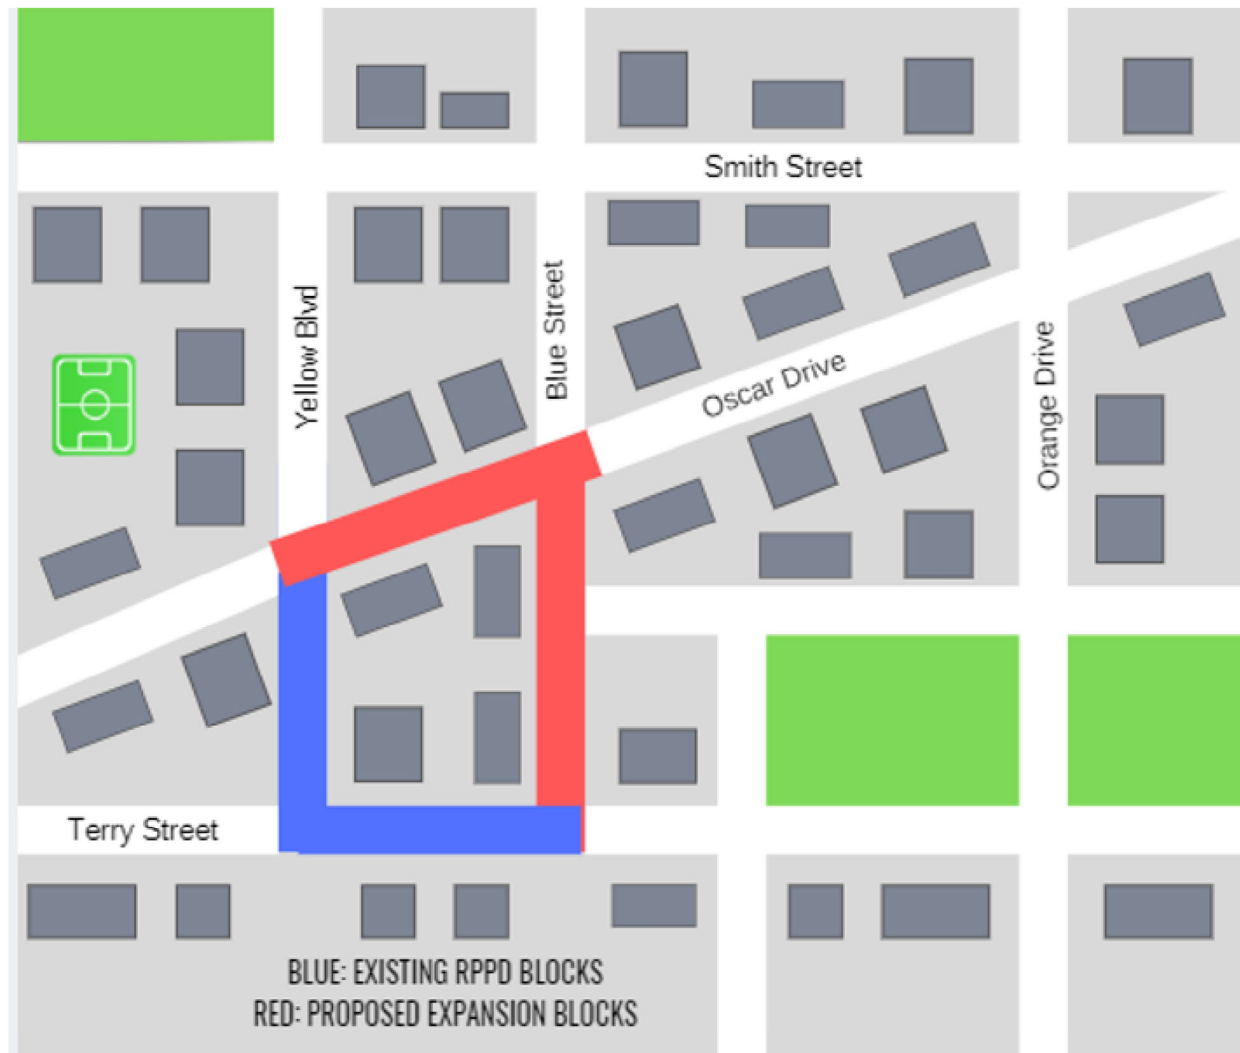 Smith Street
Yellow Blvd
Blue Street
Oscar Drive
Orange Drive
Terry Street
BLUE: EXISTING RPPD BLOCKS
RED: PROPOSED EXPANSION BLOCKS